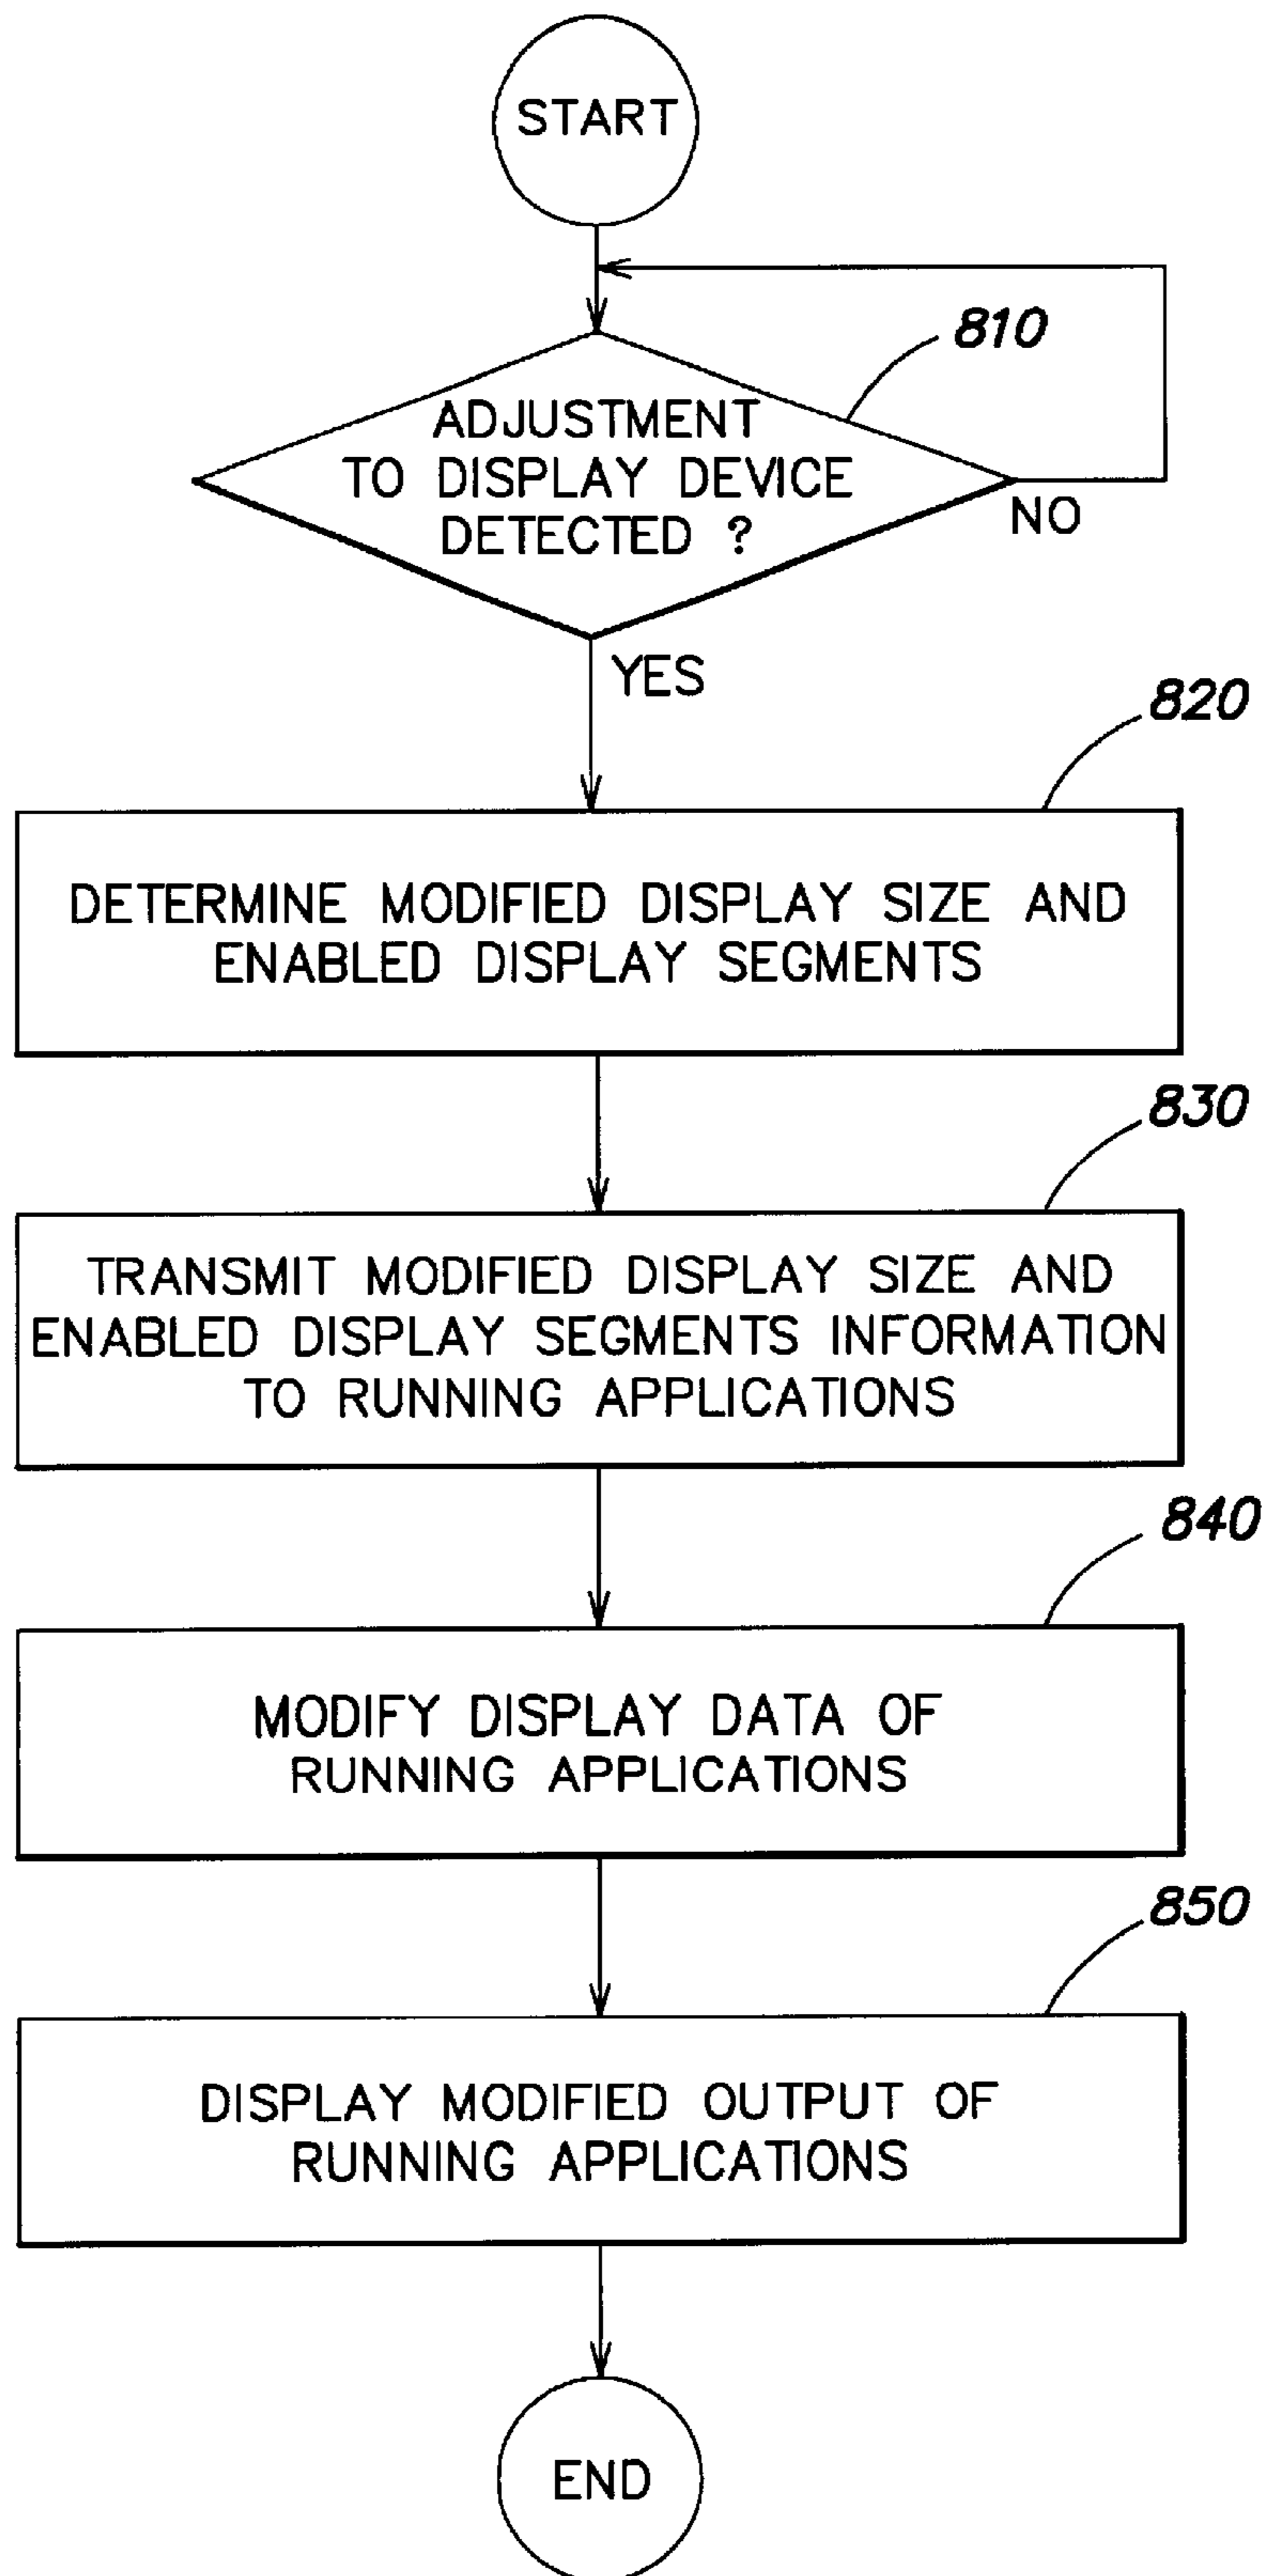 START
810
ADJUSTMENT
TO DISPLAY DEVICE
DETECTED ?
NO
YES
820
DETERMINE MODIFIED DISPLAY SIZE AND
ENABLED DISPLAY SEGMENTS
830
TRANSMIT MODIFIED DISPLAY SIZE AND
ENABLED DISPLAY SEGMENTS INFORMATION
TO RUNNING APPLICATIONS
840
MODIFY DISPLAY DATA OF
RUNNING APPLICATIONS
850
DISPLAY MODIFIED OUTPUT OF
RUNNING APPLICATIONS
END